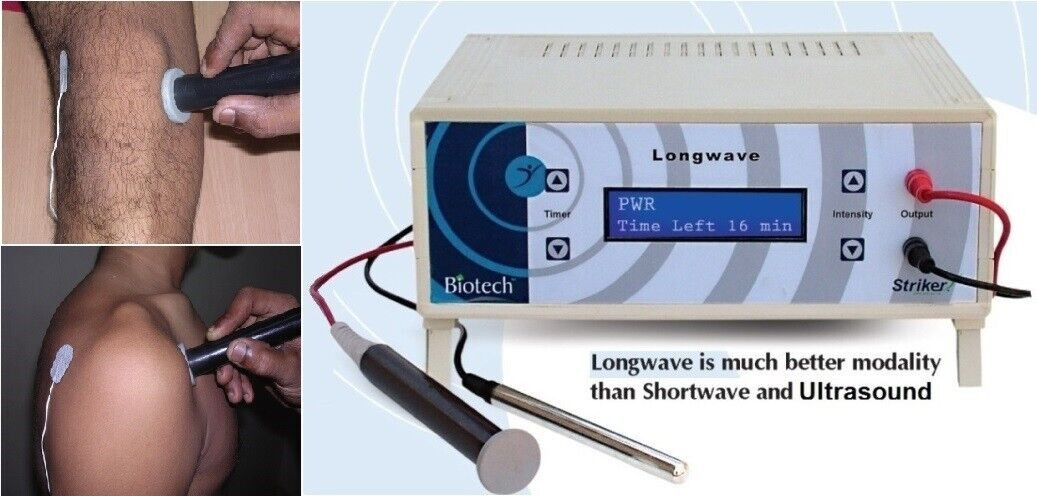 Longwave
PWR
Time Left 16 min
Timer
Intensity
Output
Biotech™
Striker
Longwave is much better modality
than Shortwave and Ultrasound